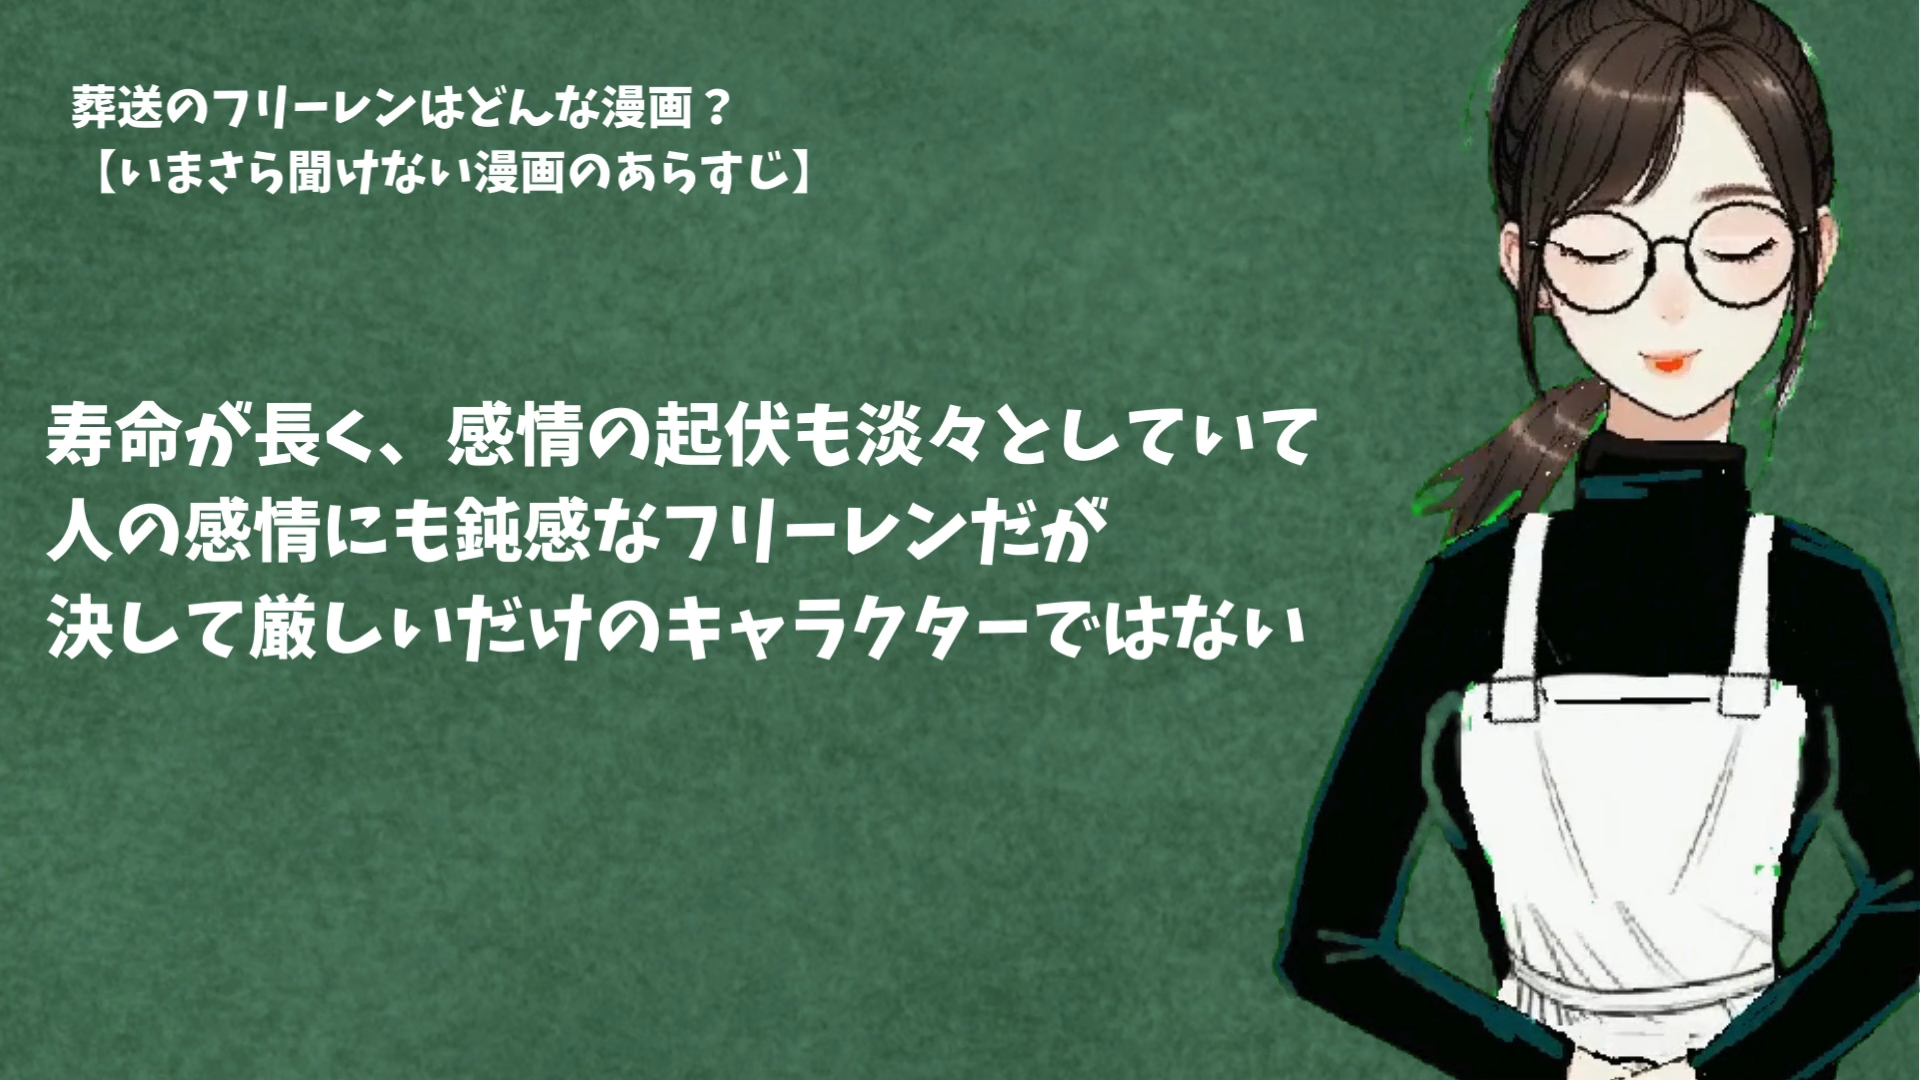 葬送のフリーレンはどんな漫画？
【いまさら聞けない漫画のあらすじ】
寿命が長く、感情の起伏も淡々としていて
人の感情にも鈍感なフリーレンだが
決して厳しいだけのキャラクターではない